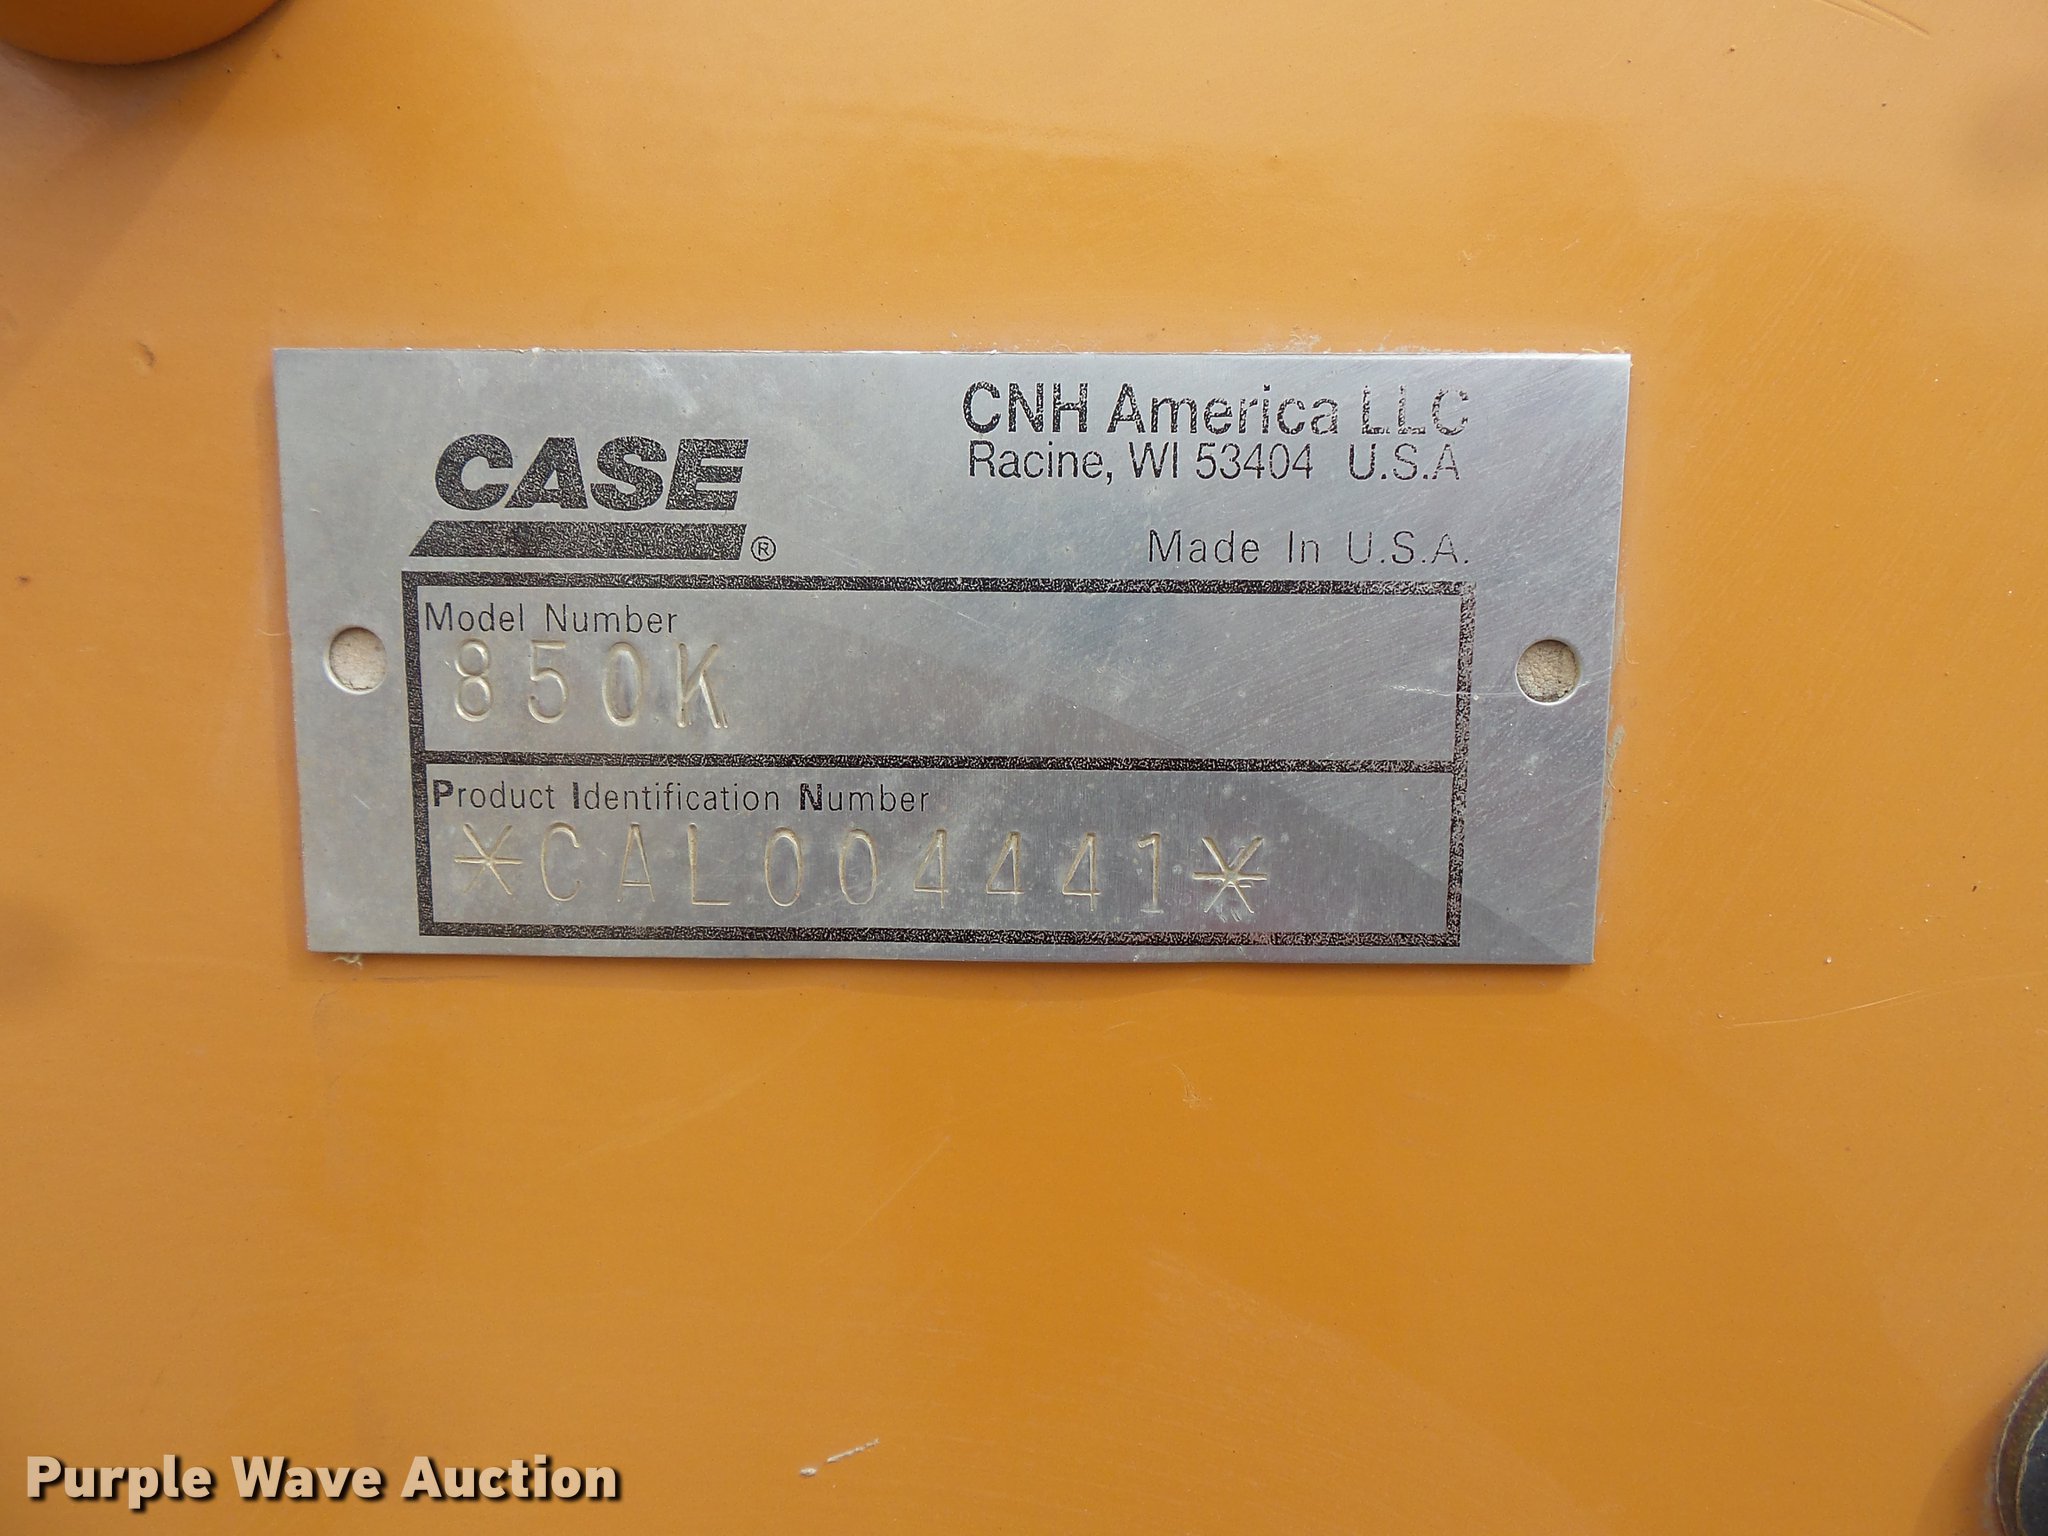 CASE
®
CNH America LLC
Racine, WI 53404 U.S.A
Made In U.S.A.
Model Number
850K
Product Identification Number
*CAL004441*
Purple Wave Auction